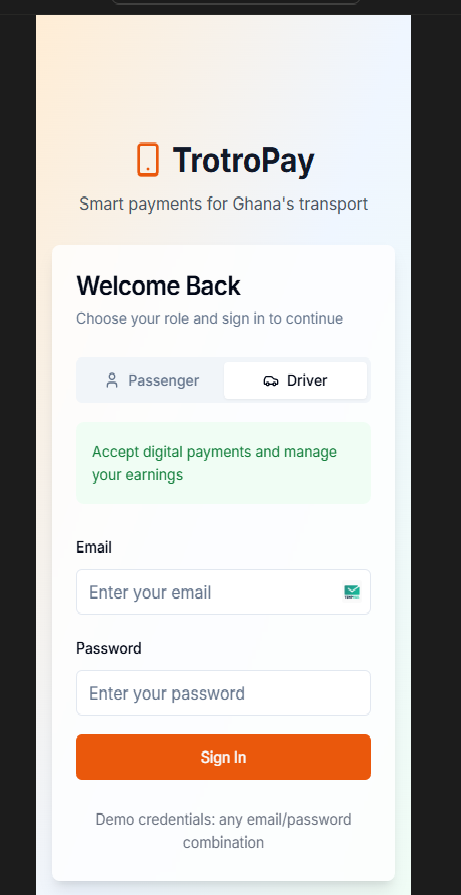 TrotroPay
Smart payments for Ghana's transport
Welcome Back
Choose your role and sign in to continue
Passenger
Driver
Accept digital payments and manage
your earnings
Email
Enter your email
Password
Enter your password
Sign In
Demo credentials: any email/password
combination